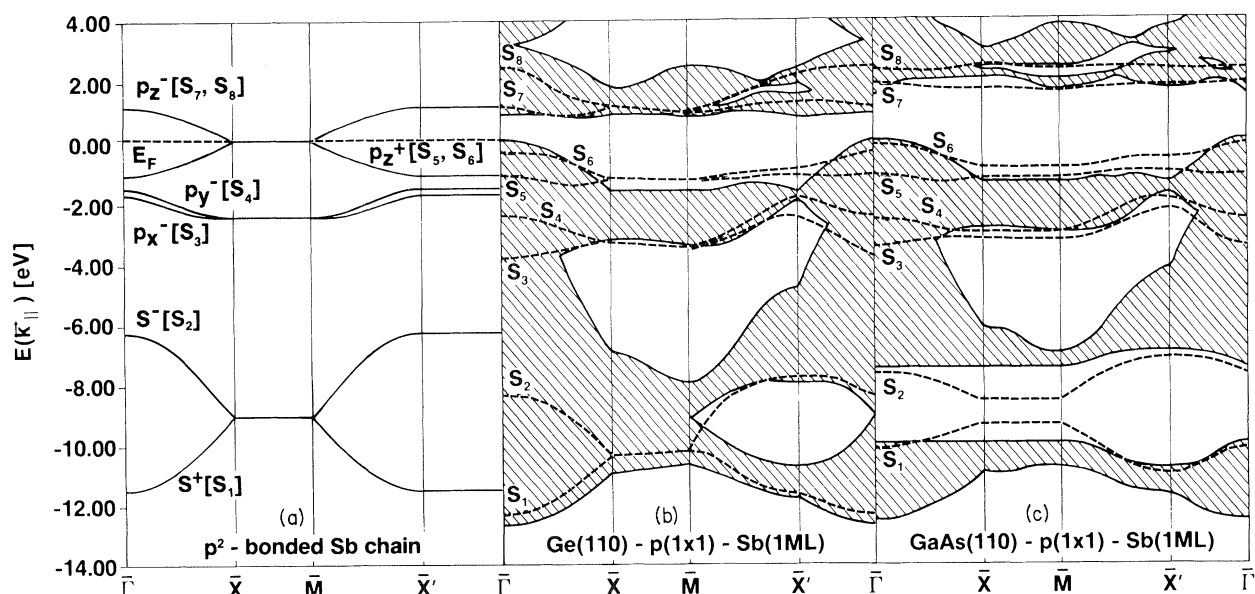 E(k̄||) [eV]
4.00
2.00
0.00
-2.00
-4.00
-6.00
-8.00
-10.00
-12.00
-14.00
pz⁻[S7, S8]
EF
pz⁺[S5, S6]
py⁻[S4]
px⁻[S3]
S⁻[S2]
S⁺[S1]
(a)
p² - bonded Sb chain
S8
S7
S6
S5
S4
S3
S2
S1
(b)
Ge(110) - p(1x1) - Sb(1ML)
S8
S7
S6
S5
S4
S3
S2
S1
(c)
GaAs(110) - p(1x1) - Sb(1ML)
Γ̄ X̄ M̄ X̄′ Γ̄ X̄ M̄ X̄′ Γ̄ X̄ M̄ X̄′ Γ̄